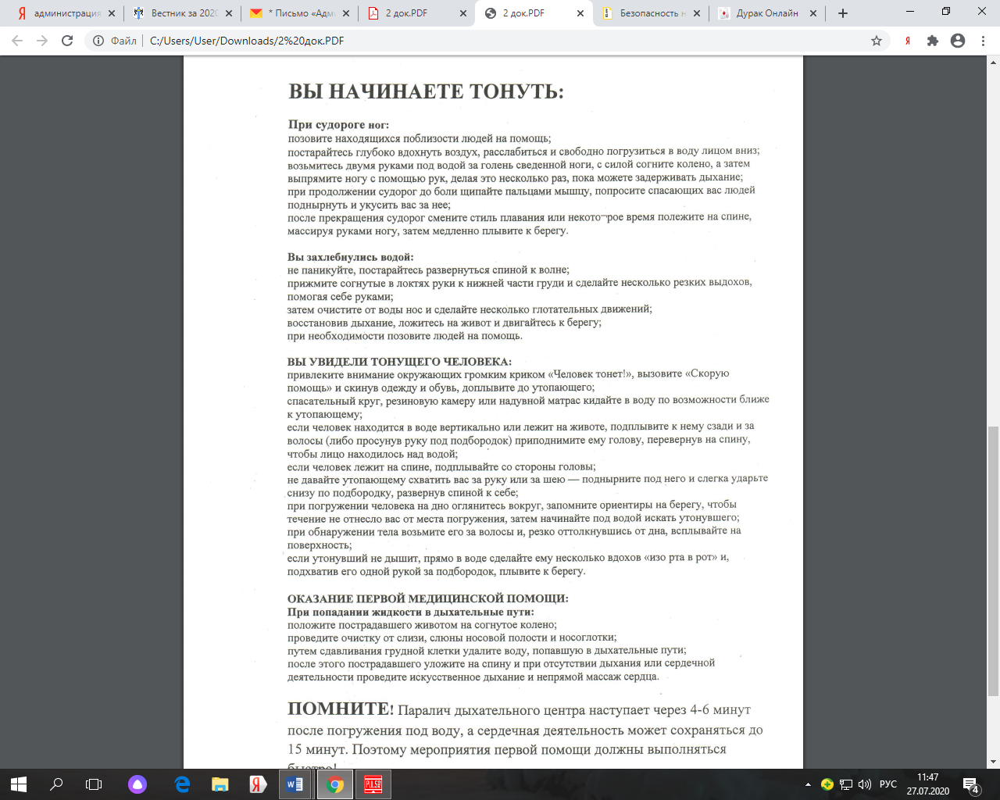 администрация
Вестник за 2020
* Письмо «Адми
2 док.PDF
2 док.PDF
Безопасность н
Дурак Онлайн
Файл
C:/Users/User/Downloads/2%20док.PDF
ВЫ НАЧИНАЕТЕ ТОНУТЬ:
При судороге ног:
позовите находящихся поблизости людей на помощь;
постарайтесь глубоко вдохнуть воздух, расслабиться и свободно погрузиться в воду лицом вниз;
возьмитесь двумя руками под водой за голень сведенной ноги, с силой согните колено, а затем
выпрямите ногу с помощью рук, делая это несколько раз, пока можете задерживать дыхание;
при продолжении судорог до боли щипайте пальцами мышцу, попросите спасающих вас людей
поднырнуть и укусить вас за нее;
после прекращения судорог смените стиль плавания или некото¬рое время полежите на спине,
массируя руками ногу, затем медленно плывите к берегу.
Вы захлебнулись водой:
не паникуйте, постарайтесь развернуться спиной к волне;
прижмите согнутые в локтях руки к нижней части груди и сделайте несколько резких выдохов,
помогая себе руками;
затем очистите от воды нос и сделайте несколько глотательных движений;
восстановив дыхание, ложитесь на живот и двигайтесь к берегу;
при необходимости позовите людей на помощь.
ВЫ УВИДЕЛИ ТОНУЩЕГО ЧЕЛОВЕКА:
привлеките внимание окружающих громким криком «Человек тонет!», вызовите «Скорую
помощь» и скинув одежду и обувь, доплывите до утопающего;
спасательный круг, резиновую камеру или надувной матрас кидайте в воду по возможности ближе
к утопающему;
если человек находится в воде вертикально или лежит на животе, подплывите к нему сзади и за
волосы (либо просунув руку под подбородок) приподнимите ему голову, перевернув на спину,
чтобы лицо находилось над водой;
если человек лежит на спине, подплывайте со стороны головы;
не давайте утопающему схватить вас за руку или за шею — поднырните под него и слегка ударьте
снизу по подбородку, развернув спиной к себе;
при погружении человека на дно оглянитесь вокруг, запомните ориентиры на берегу, чтобы
течение не отнесло вас от места погружения, затем начинайте под водой искать утонувшего;
при обнаружении тела возьмите его за волосы и, резко оттолкнувшись от дна, всплывайте на
поверхность;
если утонувший не дышит, прямо в воде сделайте ему несколько вдохов «изо рта в рот» и,
подхватив его одной рукой за подбородок, плывите к берегу.
ОКАЗАНИЕ ПЕРВОЙ МЕДИЦИНСКОЙ ПОМОЩИ:
При попадании жидкости в дыхательные пути:
положите пострадавшего животом на согнутое колено;
проведите очистку от слизи, слюны носовой полости и носоглотки;
путем сдавливания грудной клетки удалите воду, попавшую в дыхательные пути;
после этого пострадавшего уложите на спину и при отсутствии дыхания или сердечной
деятельности проведите искусственное дыхание и непрямой массаж сердца.
ПОМНИТЕ! Паралич дыхательного центра наступает через 4-6 минут
после погружения под воду, а сердечная деятельность может сохраняться до
15 минут. Поэтому мероприятия первой помощи должны выполняться
быстро!
РУС
11:47
27.07.2020
4